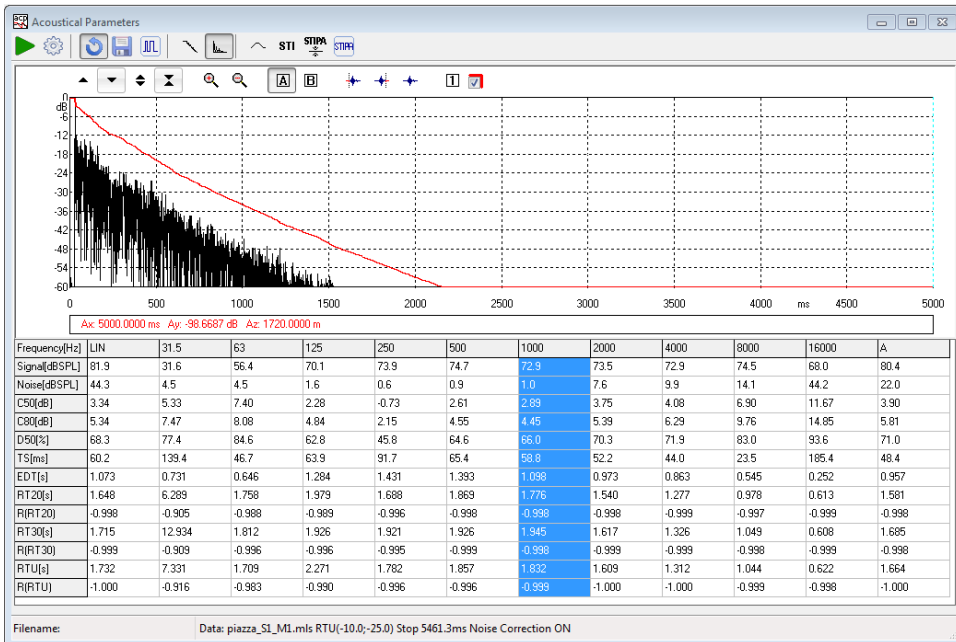 acp Acoustical Parameters
STI STIPA STIPA
A B 1
0
dB
-6
-12
-18
-24
-30
-36
-42
-48
-54
-60
0 500 1000 1500 2000 2500 3000 3500 4000 ms 4500 5000
Ax: 5000.0000 ms Ay: -98.6687 dB Az: 1720.0000 m
Frequency[Hz] LIN 31.5 63 125 250 500 1000 2000 4000 8000 16000 A
Signal[dBSPL] 81.9 31.6 56.4 70.1 73.9 74.7 72.9 73.5 72.9 74.5 68.0 80.4
Noise[dBSPL] 44.3 4.5 4.5 1.6 0.6 0.9 1.0 7.6 9.9 14.1 44.2 22.0
C50[dB] 3.34 5.33 7.40 2.28 -0.73 2.61 2.89 3.75 4.08 6.90 11.67 3.90
C80[dB] 5.34 7.47 8.08 4.84 2.15 4.55 4.45 5.39 6.29 9.76 14.85 5.81
D50[%] 68.3 77.4 84.6 62.8 45.8 64.6 66.0 70.3 71.9 83.0 93.6 71.0
TS[ms] 60.2 139.4 46.7 63.9 91.7 65.4 58.8 52.2 44.0 23.5 185.4 48.4
EDT[s] 1.073 0.731 0.646 1.284 1.431 1.393 1.098 0.973 0.863 0.545 0.252 0.957
RT20[s] 1.648 6.289 1.758 1.979 1.688 1.869 1.776 1.540 1.277 0.978 0.613 1.581
R(RT20) -0.998 -0.905 -0.988 -0.989 -0.996 -0.998 -0.998 -0.998 -0.999 -0.997 -0.999 -0.998
RT30[s] 1.715 12.934 1.812 1.926 1.921 1.926 1.945 1.617 1.326 1.049 0.608 1.685
R(RT30) -0.999 -0.909 -0.996 -0.996 -0.995 -0.999 -0.998 -0.999 -0.999 -0.998 -0.999 -0.998
RTU[s] 1.732 7.331 1.709 2.271 1.782 1.857 1.832 1.609 1.312 1.044 0.622 1.664
R(RTU) -1.000 -0.916 -0.983 -0.990 -0.996 -0.996 -0.999 -1.000 -1.000 -0.999 -0.998 -1.000
Filename: Data: piazza_S1_M1.mls RTU(-10.0;-25.0) Stop 5461.3ms Noise Correction ON